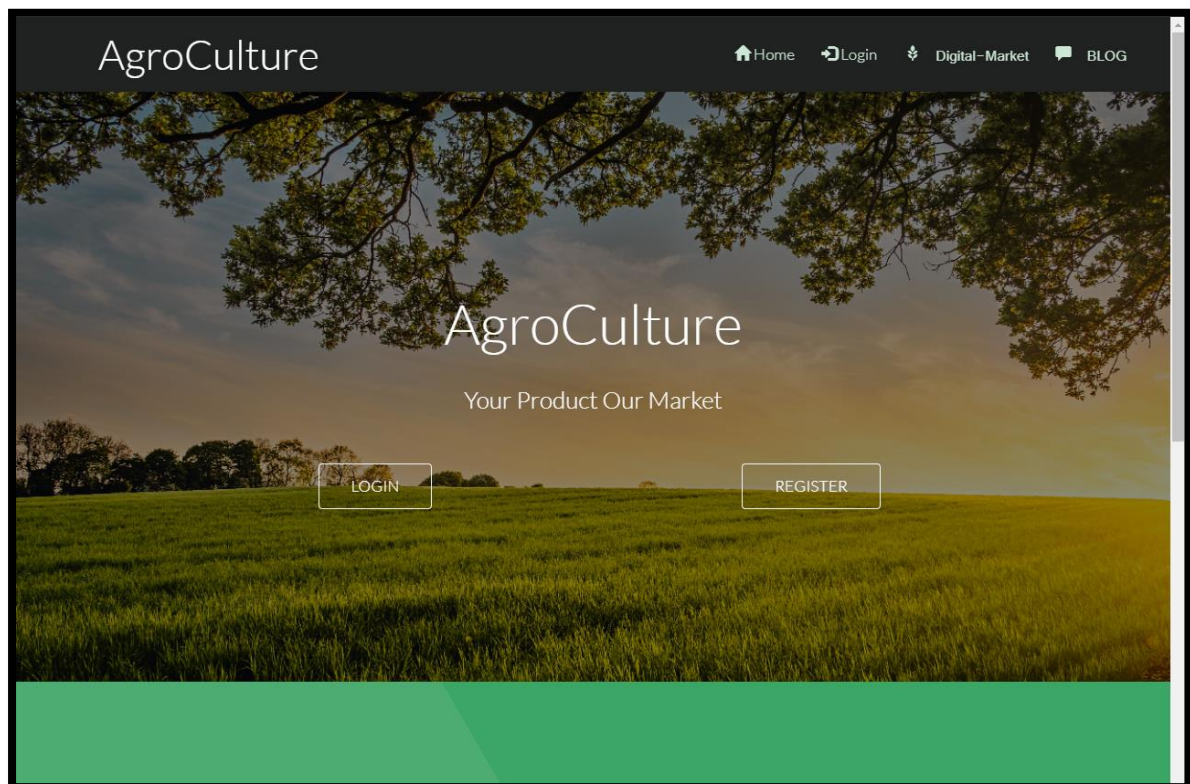 AgroCulture
Home Login Digital-Market BLOG
AgroCulture
Your Product Our Market
LOGIN REGISTER